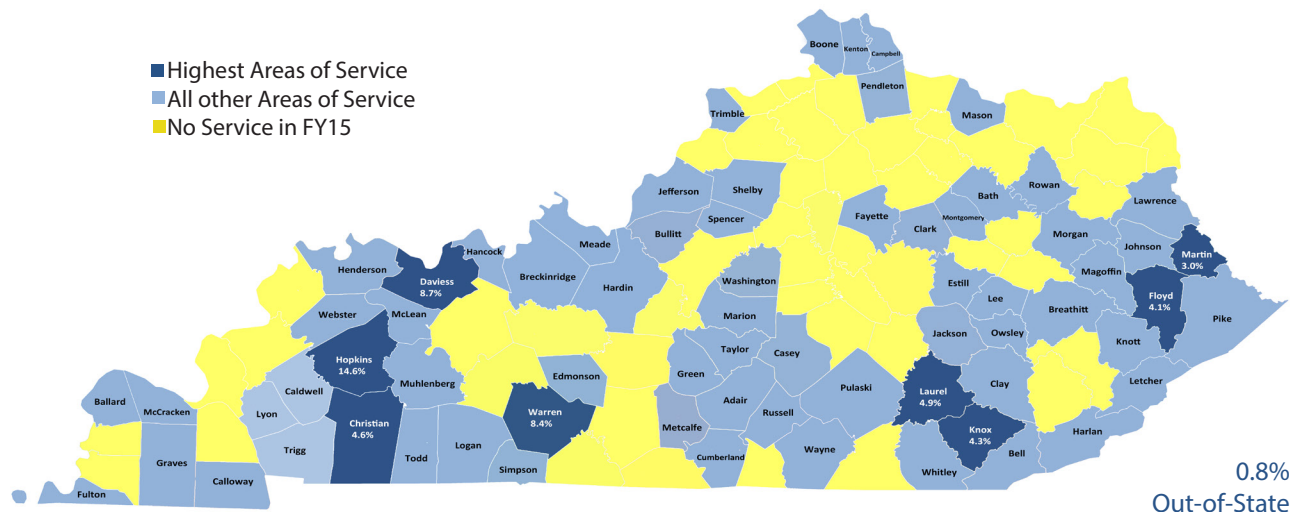 Highest Areas of Service
All other Areas of Service
No Service in FY15
Boone
Kenton
Campbell
Pendleton
Trimble
Mason
Jefferson
Shelby
Spencer
Bullitt
Fayette
Clark
Montgomery
Bath
Rowan
Lawrence
Morgan
Johnson
Martin
3.0%
Magoffin
Floyd
4.1%
Pike
Meade
Hancock
Breckinridge
Hardin
Henderson
Daviess
8.7%
Webster
McLean
Washington
Marion
Estill
Lee
Breathitt
Jackson
Owsley
Knott
Letcher
Hopkins
14.6%
Muhlenberg
Edmonson
Taylor
Casey
Green
Pulaski
Laurel
4.9%
Clay
Caldwell
Lyon
Ballard
McCracken
Christian
4.6%
Warren
8.4%
Adair
Russell
Metcalfe
Knox
4.3%
Harlan
Trigg
Todd
Logan
Simpson
Cumberland
Wayne
Whitley
Bell
Graves
Calloway
Fulton
0.8%
Out-of-State